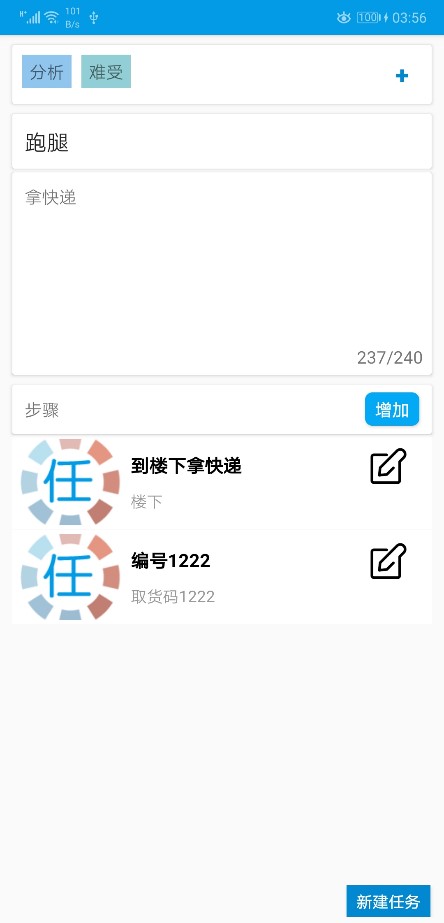 101
B/s
100
03:56
分析 难受
跑腿
拿快递
237/240
步骤
增加
任
到楼下拿快递
楼下
任
编号1222
取货码1222
新建任务